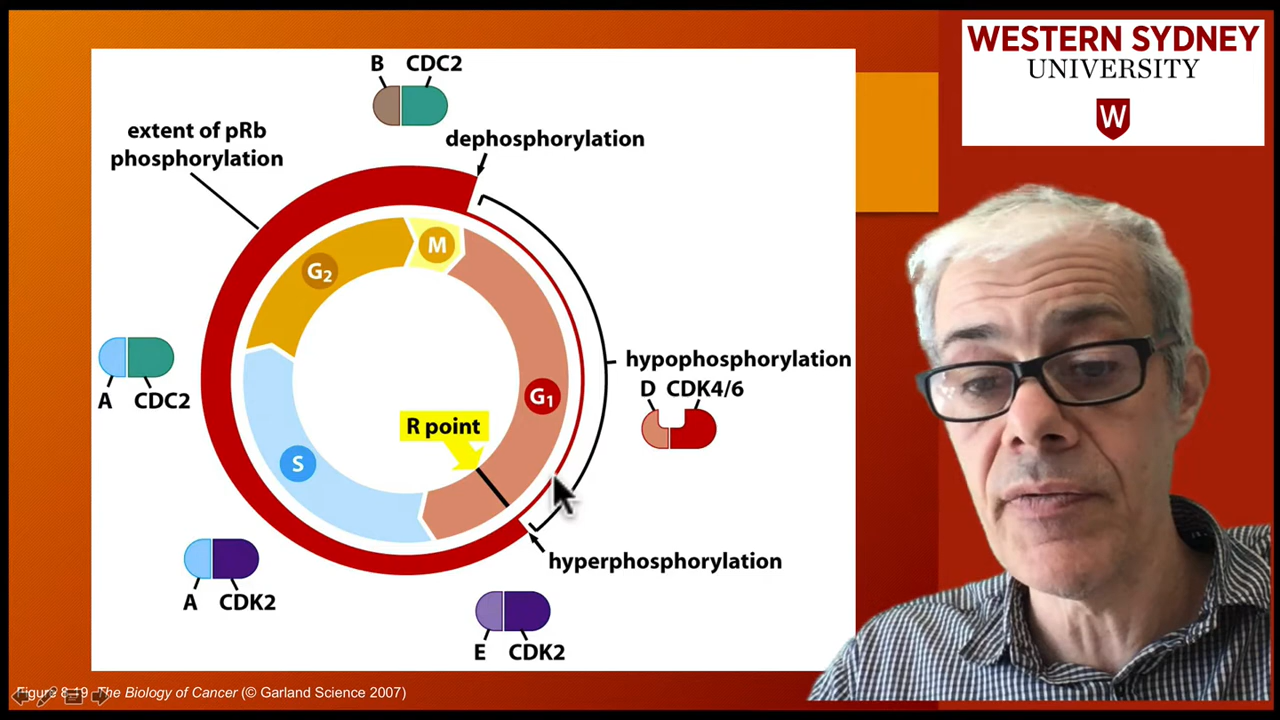 WESTERN SYDNEY
UNIVERSITY
W
B CDC2
extent of pRb
phosphorylation
dephosphorylation
M
G₂
hypophosphorylation
D CDK4/6
A CDC2
G₁
R point
S
hyperphosphorylation
A CDK2
E CDK2
Figure 8.19 The Biology of Cancer (© Garland Science 2007)